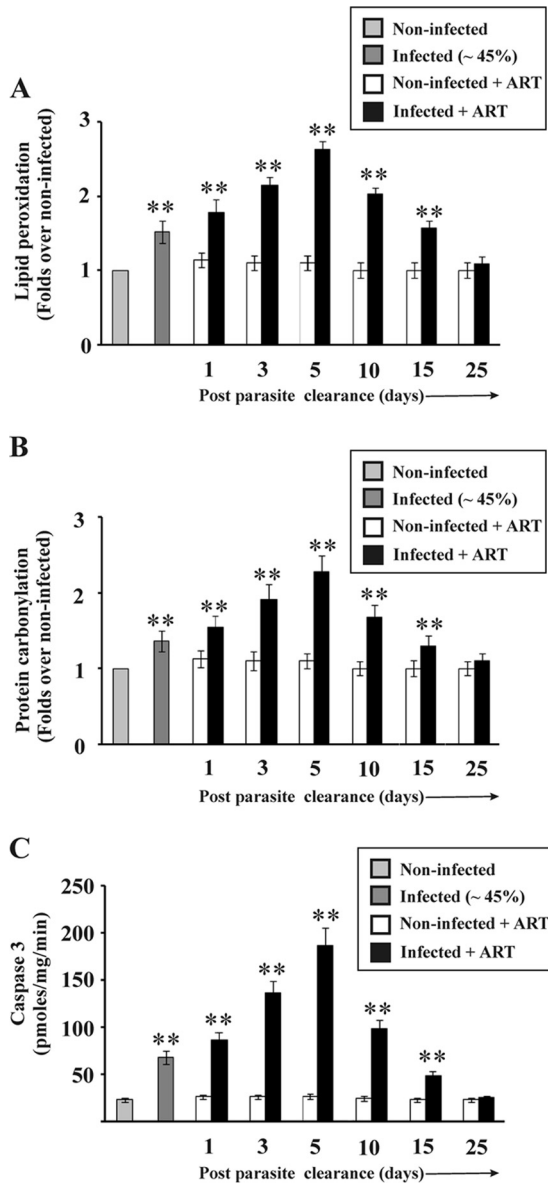 Non-infected
Infected (~ 45%)
Non-infected + ART
Infected + ART
A
Lipid peroxidation
(Folds over non-infected)
3
2
1
0
**
**
**
**
**
**
1 3 5 10 15 25
Post parasite clearance (days)
B
Non-infected
Infected (~ 45%)
Non-infected + ART
Infected + ART
Protein carbonylation
(Folds over non-infected)
3
2
1
0
**
**
**
**
**
**
1 3 5 10 15 25
Post parasite clearance (days)
C
Non-infected
Infected (~ 45%)
Non-infected + ART
Infected + ART
Caspase 3
(pmoles/mg/min)
250
200
150
100
50
**
**
**
**
**
**
1 3 5 10 15 25
Post parasite clearance (days)